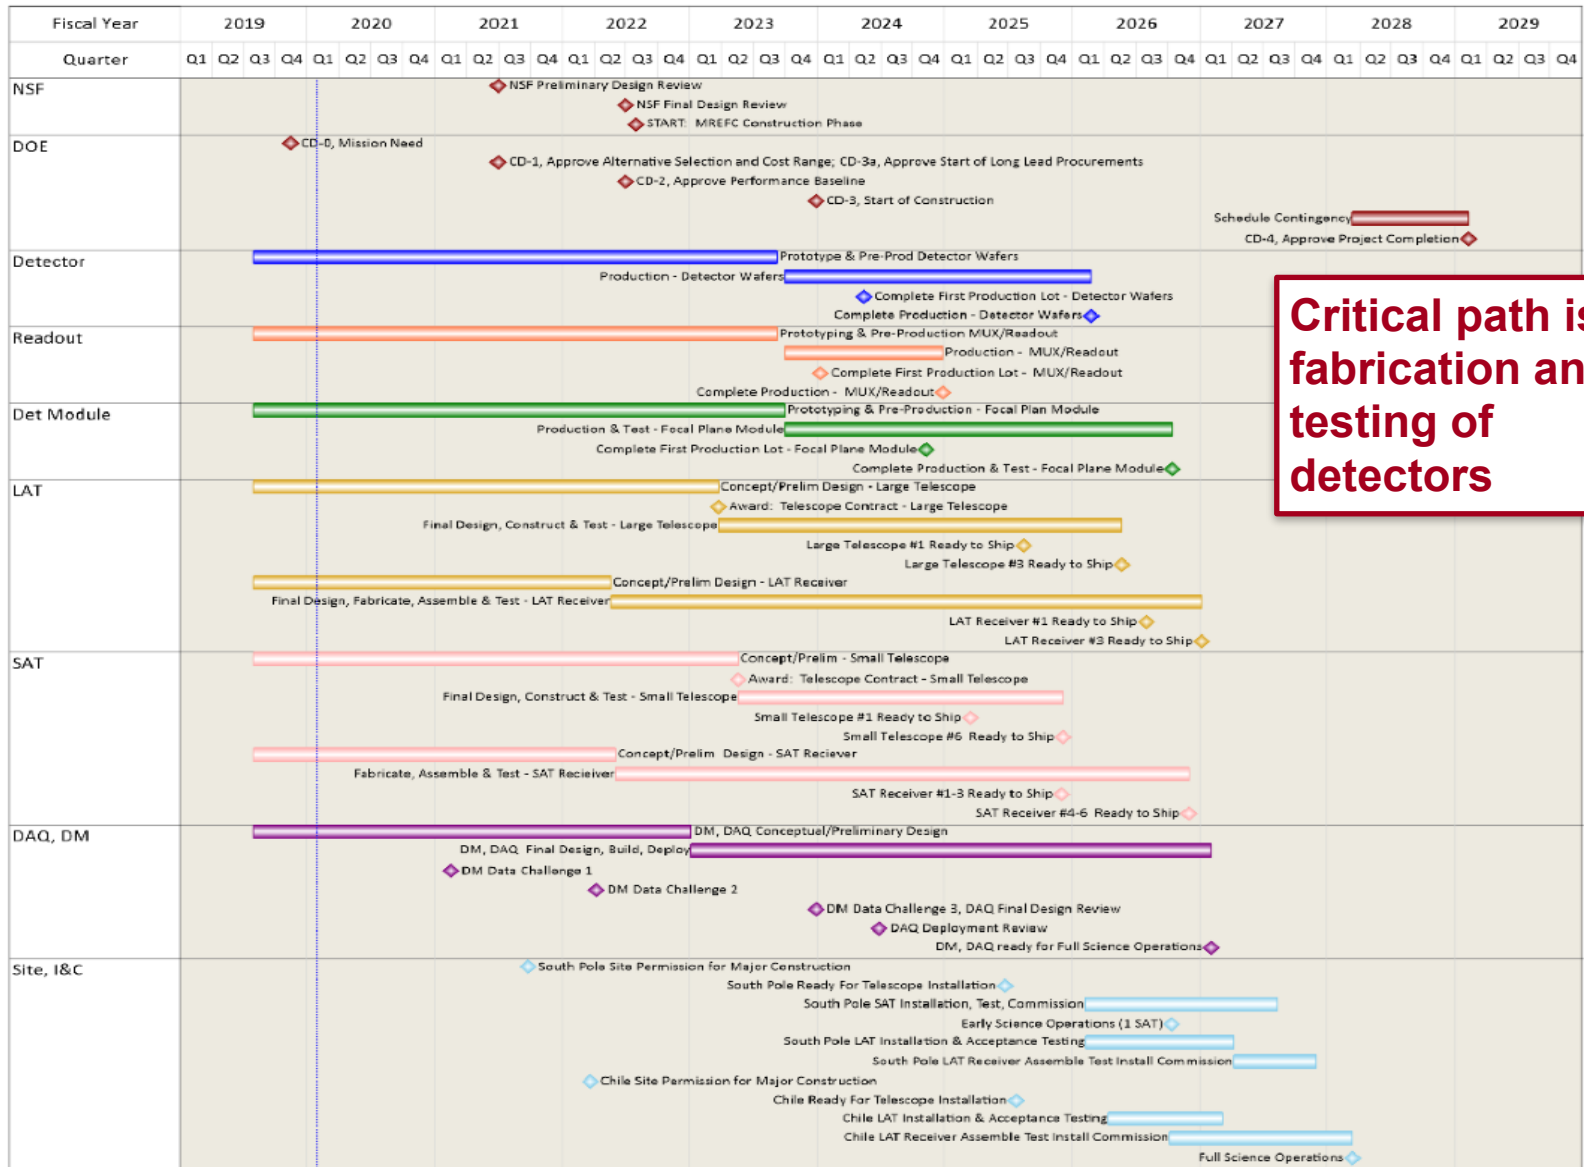 Fiscal Year 2019 2020 2021 2022 2023 2024 2025 2026 2027 2028 2029
Quarter Q1 Q2 Q3 Q4 Q1 Q2 Q3 Q4 Q1 Q2 Q3 Q4 Q1 Q2 Q3 Q4 Q1 Q2 Q3 Q4 Q1 Q2 Q3 Q4 Q1 Q2 Q3 Q4 Q1 Q2 Q3 Q4 Q1 Q2 Q3 Q4 Q1 Q2 Q3 Q4 Q1 Q2 Q3 Q4
NSF
NSF Preliminary Design Review
NSF Final Design Review
START: MREFC Construction Phase
DOE
CD-0, Mission Need
CD-1, Approve Alternative Selection and Cost Range; CD-3a, Approve Start of Long Lead Procurements
CD-2, Approve Performance Baseline
CD-3, Start of Construction
Schedule Contingency
CD-4, Approve Project Completion
Detector
Prototype & Pre-Prod Detector Wafers
Production - Detector Wafers
Complete First Production Lot - Detector Wafers
Complete Production - Detector Wafers
Critical path is
fabrication an
testing of
detectors
Readout
Prototyping & Pre-Production MUX/Readout
Production - MUX/Readout
Complete First Production Lot - MUX/Readout
Complete Production - MUX/Readout
Det Module
Prototyping & Pre-Production - Focal Plan Module
Production & Test - Focal Plane Module
Complete First Production Lot - Focal Plane Module
Complete Production & Test - Focal Plane Module
LAT
Concept/Prelim Design - Large Telescope
Award: Telescope Contract - Large Telescope
Final Design, Construct & Test - Large Telescope
Large Telescope #1 Ready to Ship
Large Telescope #3 Ready to Ship
Concept/Prelim Design - LAT Receiver
Final Design, Fabricate, Assemble & Test - LAT Receiver
LAT Receiver #1 Ready to Ship
LAT Receiver #3 Ready to Ship
SAT
Concept/Prelim - Small Telescope
Award: Telescope Contract - Small Telescope
Final Design, Construct & Test - Small Telescope
Small Telescope #1 Ready to Ship
Small Telescope #6 Ready to Ship
Concept/Prelim Design - SAT Reciever
Fabricate, Assemble & Test - SAT Recieiver
SAT Receiver #1-3 Ready to Ship
SAT Receiver #4-6 Ready to Ship
DAQ, DM
DM, DAQ Conceptual/Preliminary Design
DM, DAQ Final Design, Build, Deploy
DM Data Challenge 1
DM Data Challenge 2
DM Data Challenge 3, DAQ Final Design Review
DAQ Deployment Review
DM, DAQ ready for Full Science Operations
Site, I&C
South Pole Site Permission for Major Construction
South Pole Ready For Telescope Installation
South Pole SAT Installation, Test, Commission
Early Science Operations (1 SAT)
South Pole LAT Installation & Acceptance Testing
South Pole LAT Receiver Assemble Test Install Commission
Chile Site Permission for Major Construction
Chile Ready For Telescope Installation
Chile LAT Installation & Acceptance Testing
Chile LAT Receiver Assemble Test Install Commission
Full Science Operations